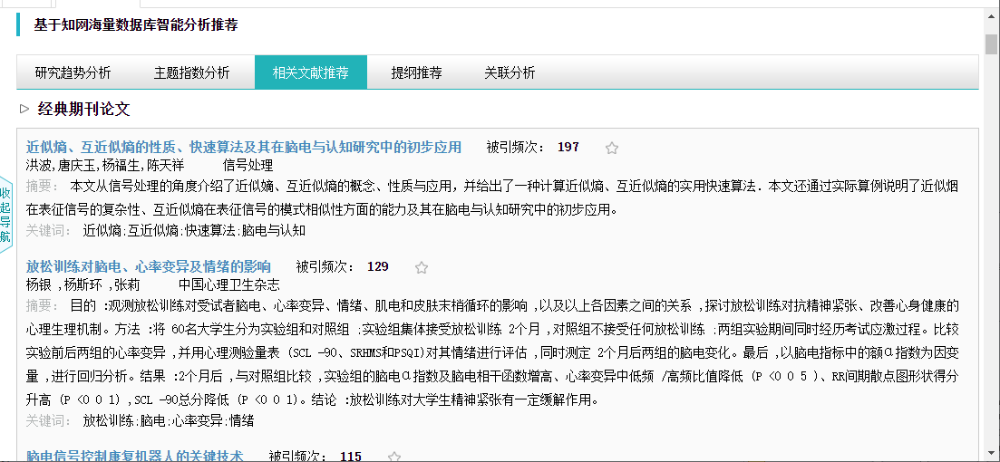 基于知网海量数据库智能分析推荐
研究趋势分析 主题指数分析 相关文献推荐 提纲推荐 关联分析
经典期刊论文
近似熵、互近似熵的性质、快速算法及其在脑电与认知研究中的初步应用 被引频次： 197
洪波,唐庆玉,杨福生,陈天祥 信号处理
摘要： 本文从信号处理的角度介绍了近似熵、互近似熵的概念、性质与应用，并给出了一种计算近似熵、互近似熵的实用快速算法．本文还通过实际算例说明了近似烟
在表征信号的复杂性、互近似熵在表征信号的模式相似性方面的能力及其在脑电与认知研究中的初步应用。
关键词： 近似熵;互近似熵;快速算法;脑电与认知
放松训练对脑电、心率变异及情绪的影响 被引频次： 129
杨银 ,杨斯环 ,张莉 中国心理卫生杂志
摘要： 目的 :观测放松训练对受试者脑电、心率变异、情绪、肌电和皮肤末梢循环的影响 ,以及以上各因素之间的关系 ,探讨放松训练对抗精神紧张、改善心身健康的
心理生理机制。方法 :将 60名大学生分为实验组和对照组 ;实验组集体接受放松训练 2个月 ,对照组不接受任何放松训练 ;两组实验期间同时经历考试应激过程。比较
实验前后两组的心率变异 ,并用心理测验量表 (SCL -90、SRHMS和PSQI)对其情绪进行评估 ,同时测定 2个月后两组的脑电变化。最后 ,以脑电指标中的额α指数为因变
量 ,进行回归分析。结果 :2个月后 ,与对照组比较 ,实验组的脑电α指数及脑电相干函数增高、心率变异中低频 /高频比值降低 (P <0 0 5 )、RR间期散点图形状得分
升高 (P <0 0 1) ,SCL -90总分降低 (P <0 0 1)。结论 :放松训练对大学生精神紧张有一定缓解作用。
关键词： 放松训练;脑电;心率变异;情绪
脑电信号控制康复机器人的关键技术 被引频次： 115
收起导航